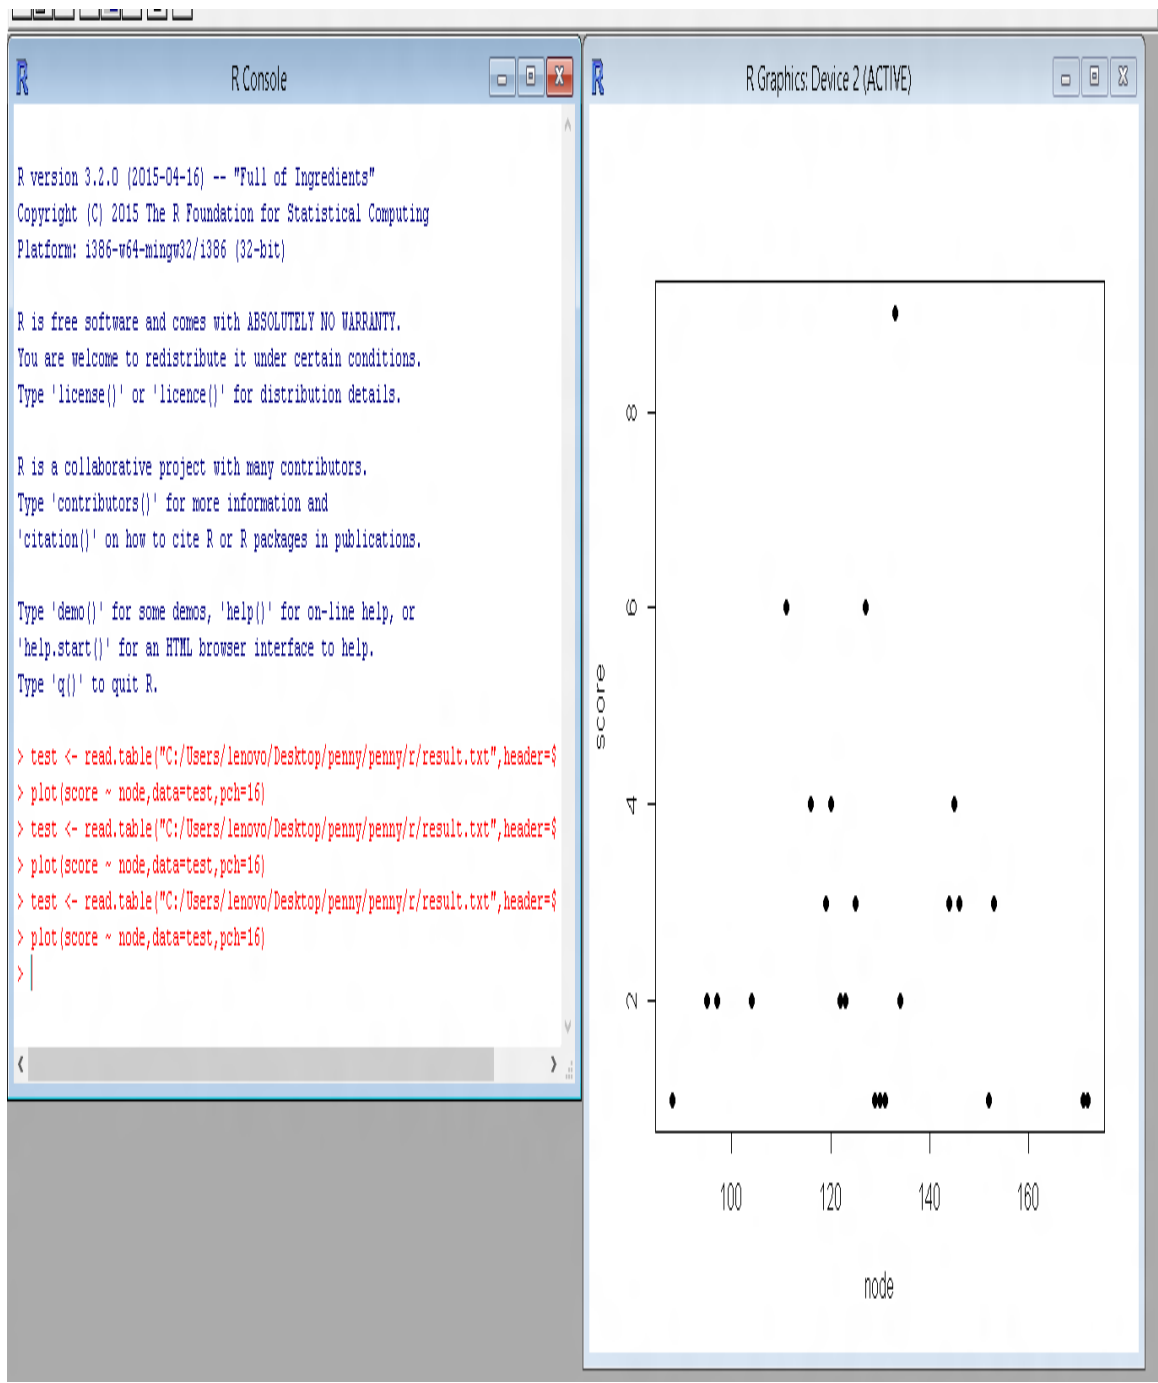 R Console
R version 3.2.0 (2015-04-16) -- "Full of Ingredients"
Copyright (C) 2015 The R Foundation for Statistical Computing
Platform: i386-w64-mingw32/i386 (32-bit)
R is free software and comes with ABSOLUTELY NO WARRANTY.
You are welcome to redistribute it under certain conditions.
Type 'license()' or 'licence()' for distribution details.
R is a collaborative project with many contributors.
Type 'contributors()' for more information and
'citation()' on how to cite R or R packages in publications.
Type 'demo()' for some demos, 'help()' for on-line help, or
'help.start()' for an HTML browser interface to help.
Type 'q()' to quit R.
> test <- read.table("C:/Users/lenovo/Desktop/penny/penny/r/result.txt",header=$
> plot(score ~ node,data=test,pch=16)
> test <- read.table("C:/Users/lenovo/Desktop/penny/penny/r/result.txt",header=$
> plot(score ~ node,data=test,pch=16)
> test <- read.table("C:/Users/lenovo/Desktop/penny/penny/r/result.txt",header=$
> plot(score ~ node,data=test,pch=16)
>
R Graphics: Device 2 (ACTIVE)
8
6
4
2
score
100 120 140 160
node